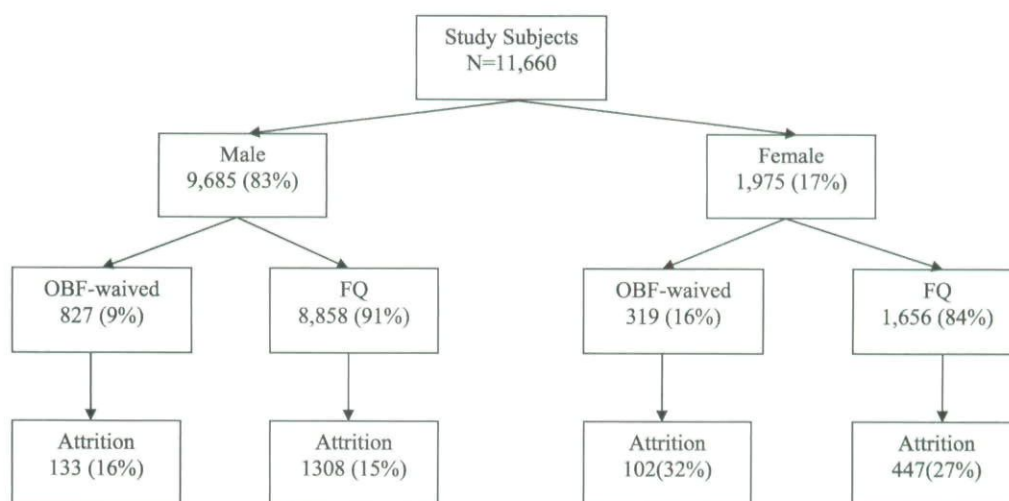 Study Subjects
N=11,660
Male
9,685 (83%)
Female
1,975 (17%)
OBF-waived
827 (9%)
FQ
8,858 (91%)
OBF-waived
319 (16%)
FQ
1,656 (84%)
Attrition
133 (16%)
Attrition
1308 (15%)
Attrition
102(32%)
Attrition
447(27%)